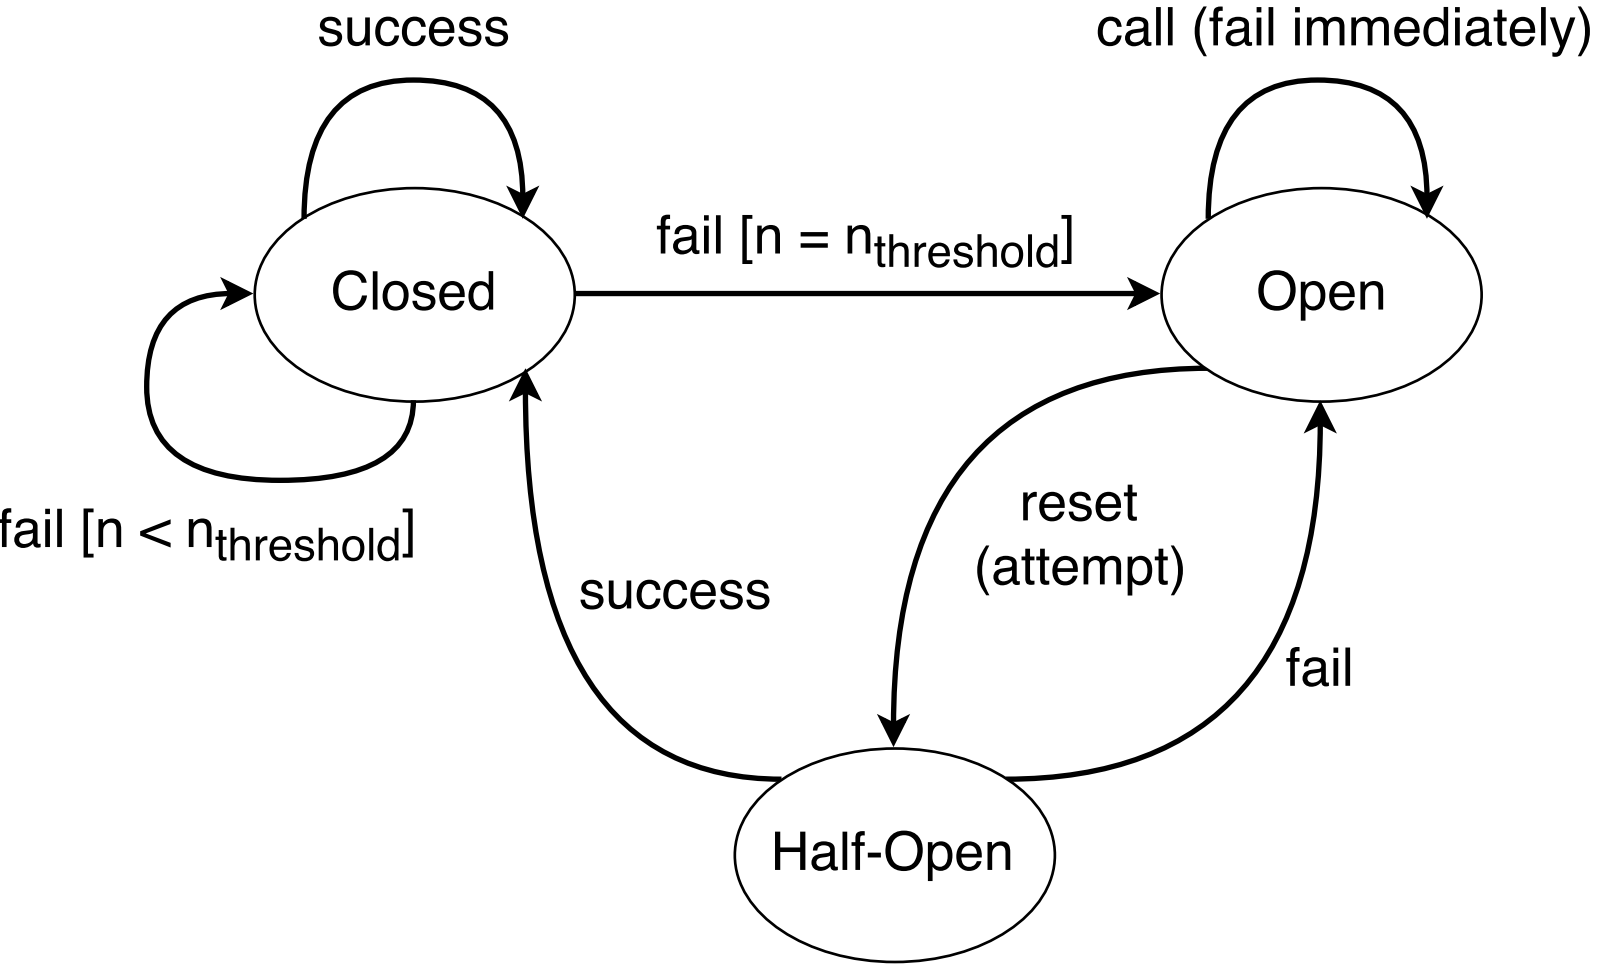 success
call (fail immediately)
fail [n = nthreshold]
Closed
Open
fail [n < nthreshold]
reset
(attempt)
success
fail
Half-Open